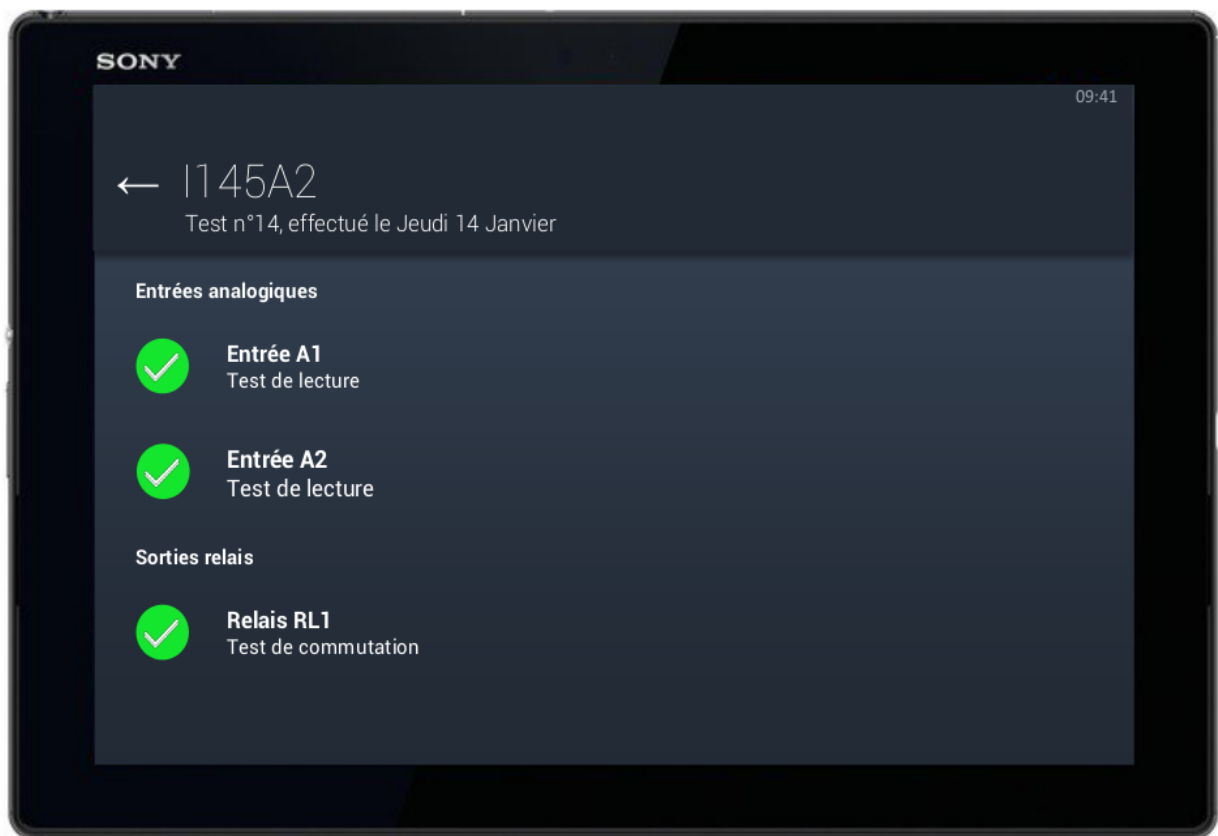 SONY
09:41
← I145A2
Test n°14, effectué le Jeudi 14 Janvier
Entrées analogiques
Entrée A1
Test de lecture
Entrée A2
Test de lecture
Sorties relais
Relais RL1
Test de commutation